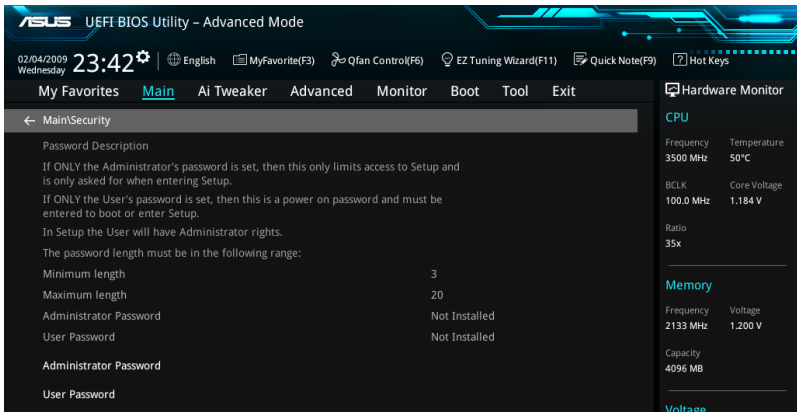 ASUS UEFI BIOS Utility – Advanced Mode
02/04/2009
Wednesday
23:42
English
MyFavorite(F3)
Qfan Control(F6)
EZ Tuning Wizard(F11)
Quick Note(F9)
? Hot Keys
My Favorites Main Ai Tweaker Advanced Monitor Boot Tool Exit
← Main\Security
Password Description
If ONLY the Administrator's password is set, then this only limits access to Setup and
is only asked for when entering Setup.
If ONLY the User's password is set, then this is a power on password and must be
entered to boot or enter Setup.
In Setup the User will have Administrator rights.
The password length must be in the following range:
Minimum length 3
Maximum length 20
Administrator Password Not Installed
User Password Not Installed
Administrator Password
User Password
Hardware Monitor
CPU
Frequency Temperature
3500 MHz 50°C
BCLK Core Voltage
100.0 MHz 1.184 V
Ratio
35x
Memory
Frequency Voltage
2133 MHz 1.200 V
Capacity
4096 MB
Voltage